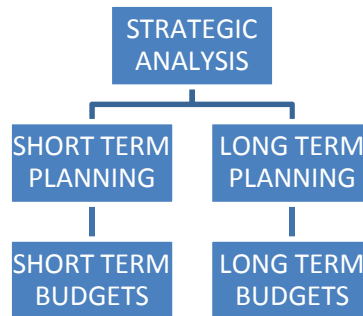 STRATEGIC
ANALYSIS
SHORT TERM
PLANNING
LONG TERM
PLANNING
SHORT TERM
BUDGETS
LONG TERM
BUDGETS